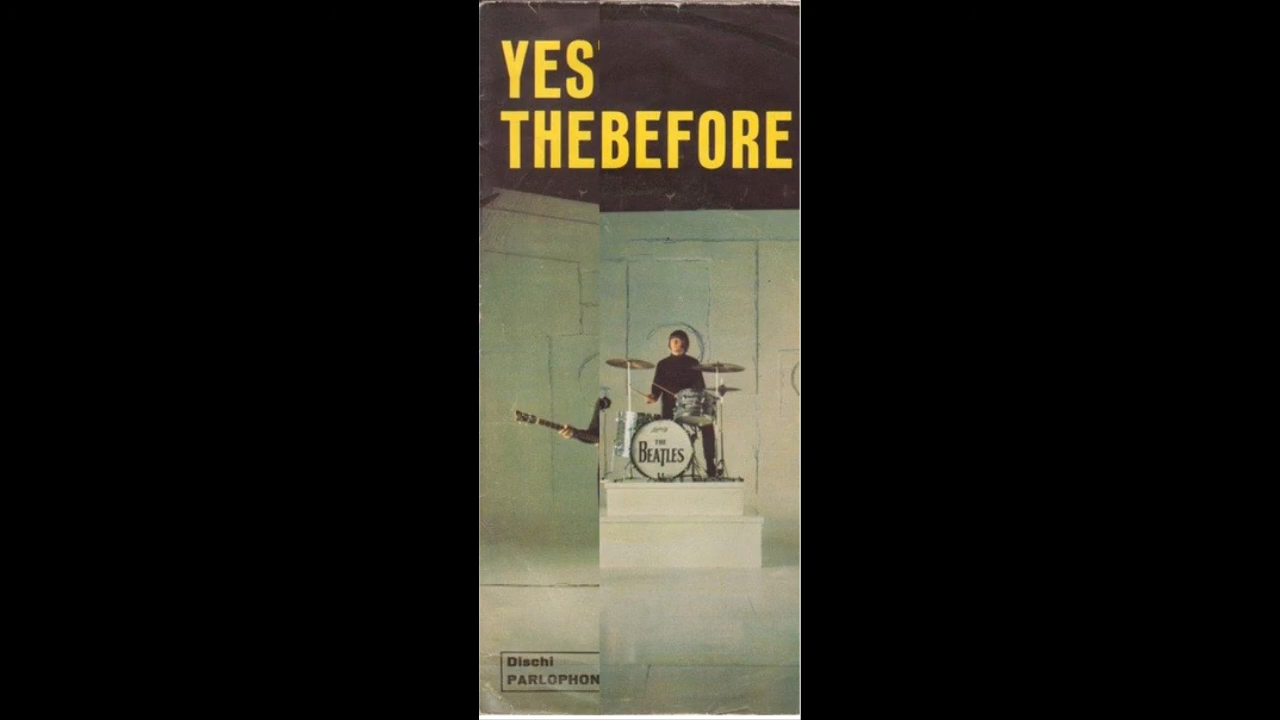 YES
THEBEFORE
THE
BEATLES
Dischi
PARLOPHON